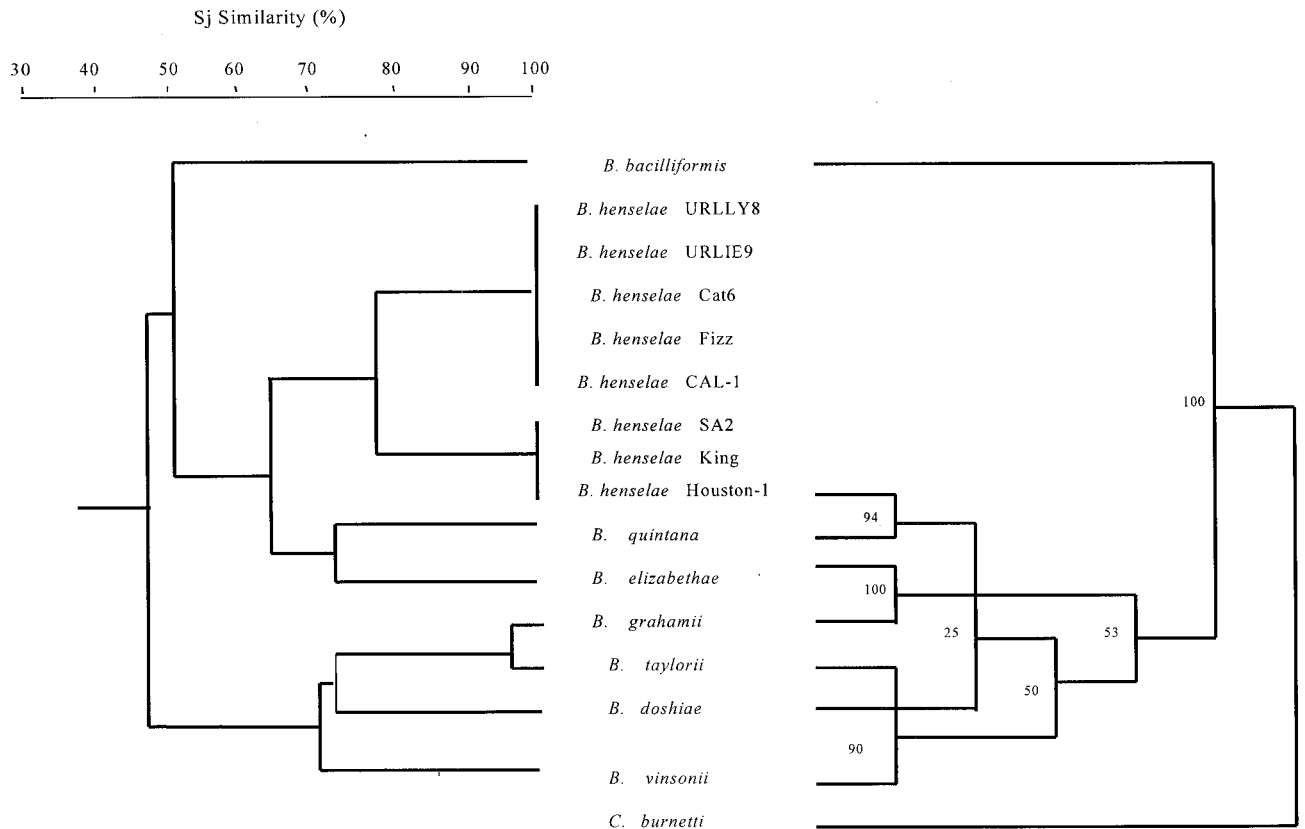 Sj Similarity (%)
30 40 50 60 70 80 90 100
B. bacilliformis
B. henselae URLLY8
B. henselae URLIE9
B. henselae Cat6
B. henselae Fizz
B. henselae CAL-1
100
B. henselae SA2
B. henselae King
B. henselae Houston-1
94
B. quintana
B. elizabethae
100
B. grahamii
25
53
B. taylorii
50
B. doshiae
90
B. vinsonii
C. burnetti